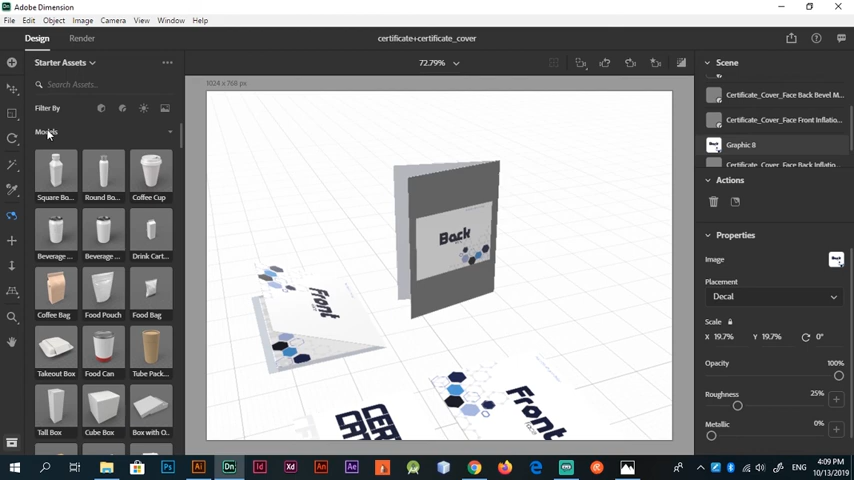 Adobe Dimension
File Edit Object Image Camera View Window Help
Design Render certificate+certificate_cover
Starter Assets
72.79%
Scene
Search Assets...
1024 x 768 px
Certificate_Cover_Face Back Bevel M...
Filter By
Certificate_Cover_Face Front Inflatio...
Models
Graphic 8
Certificate_Cover_Face Back Inflatio...
Actions
Square Bo... Round Bo... Coffee Cup
Back
Properties
Beverage ... Beverage ... Drink Cart...
Image
Placement
Decal
Front
Coffee Bag Food Pouch Food Bag
Scale
X 19.7% Y 19.7% 0°
Opacity 100%
Takeout Box Food Can Tube Pack...
Roughness 25%
Front
Metallic 0%
Tall Box Cube Box Box with O...
ENG
4:09 PM
10/13/2019